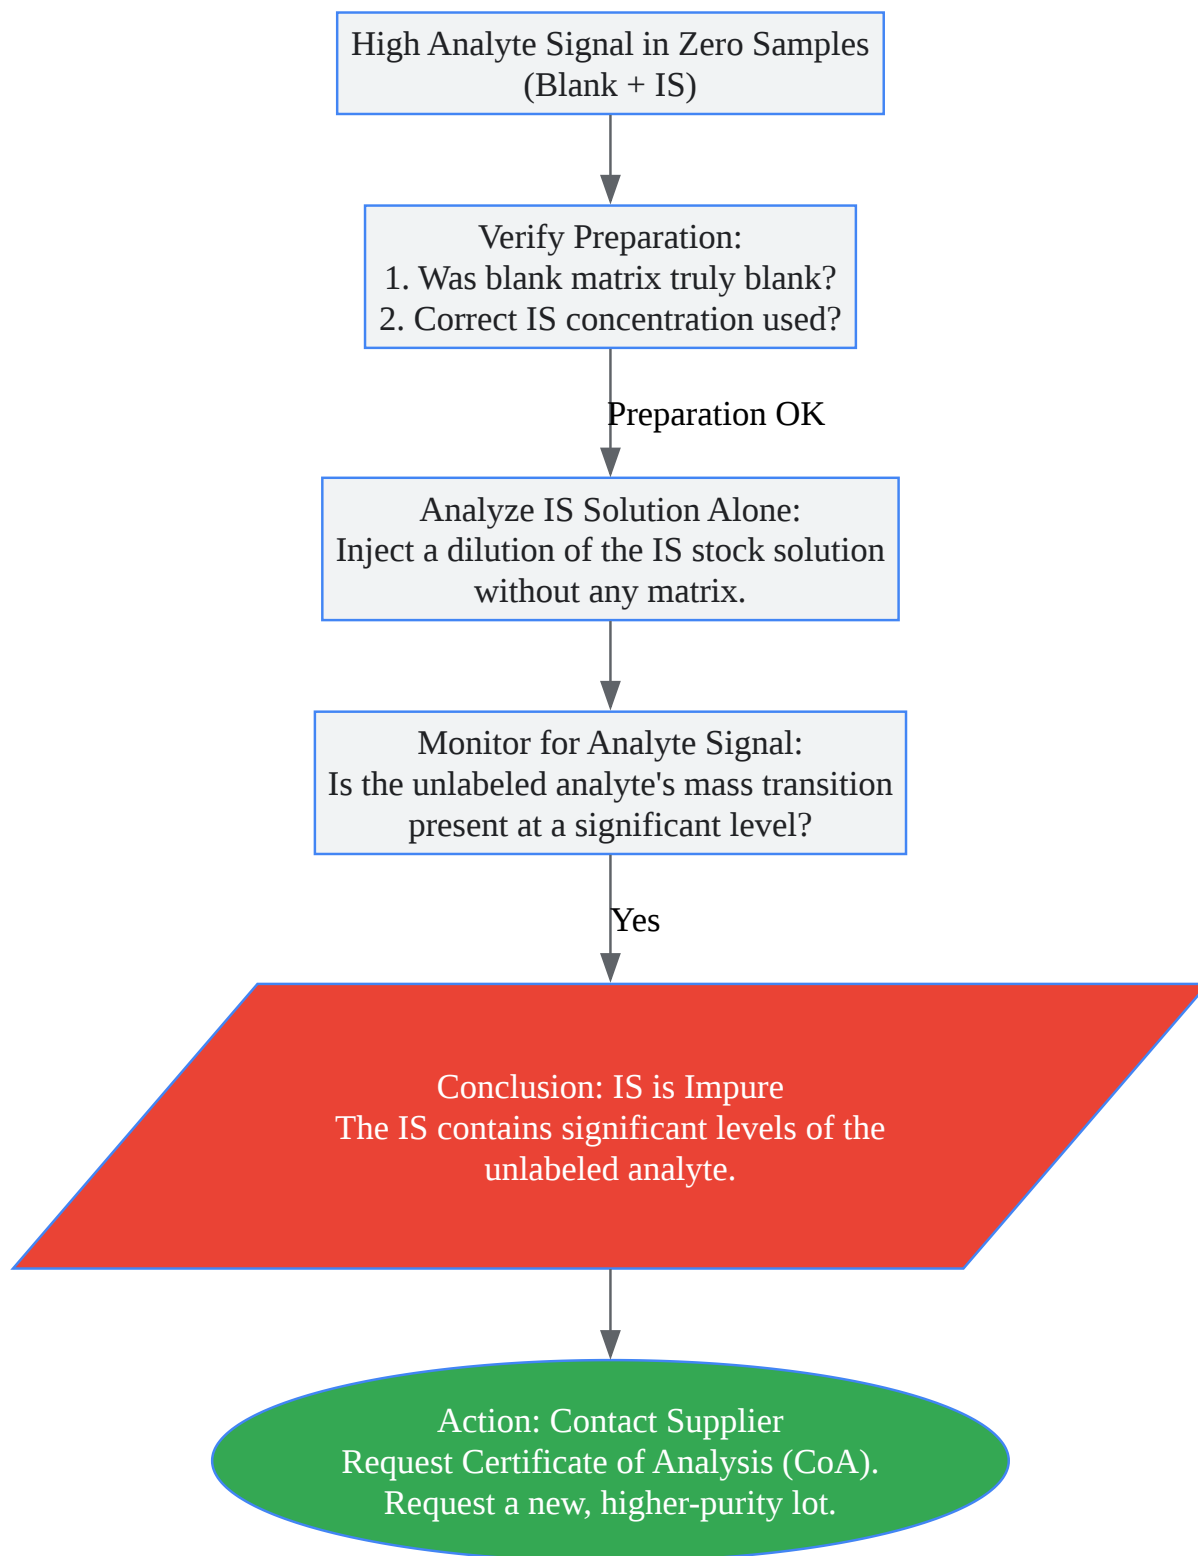 High Analyte Signal in Zero Samples
(Blank + IS)
Verify Preparation:
1. Was blank matrix truly blank?
2. Correct IS concentration used?
Preparation OK
Analyze IS Solution Alone:
Inject a dilution of the IS stock solution
without any matrix.
Monitor for Analyte Signal:
Is the unlabeled analyte's mass transition
present at a significant level?
Yes
Conclusion: IS is Impure
The IS contains significant levels of the
unlabeled analyte.
Action: Contact Supplier
Request Certificate of Analysis (CoA).
Request a new, higher-purity lot.